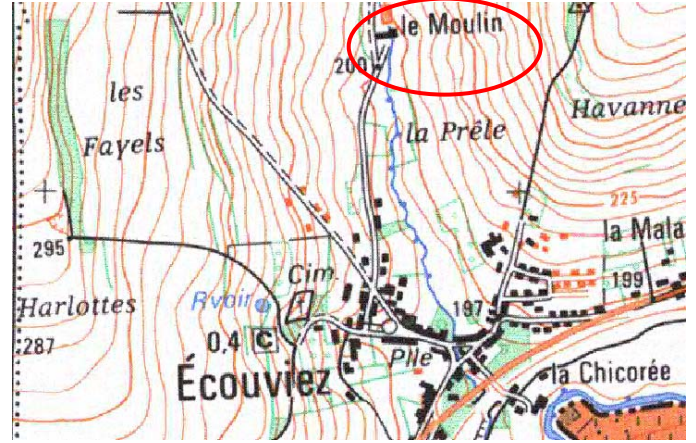 le Moulin
200
les
Fayels
Havanne
la Prêle
225
295
la Mala
Cim.
Rvoir
199
197
Harlottes
287
0,4 C
Plle
Écouviez
la Chicorée